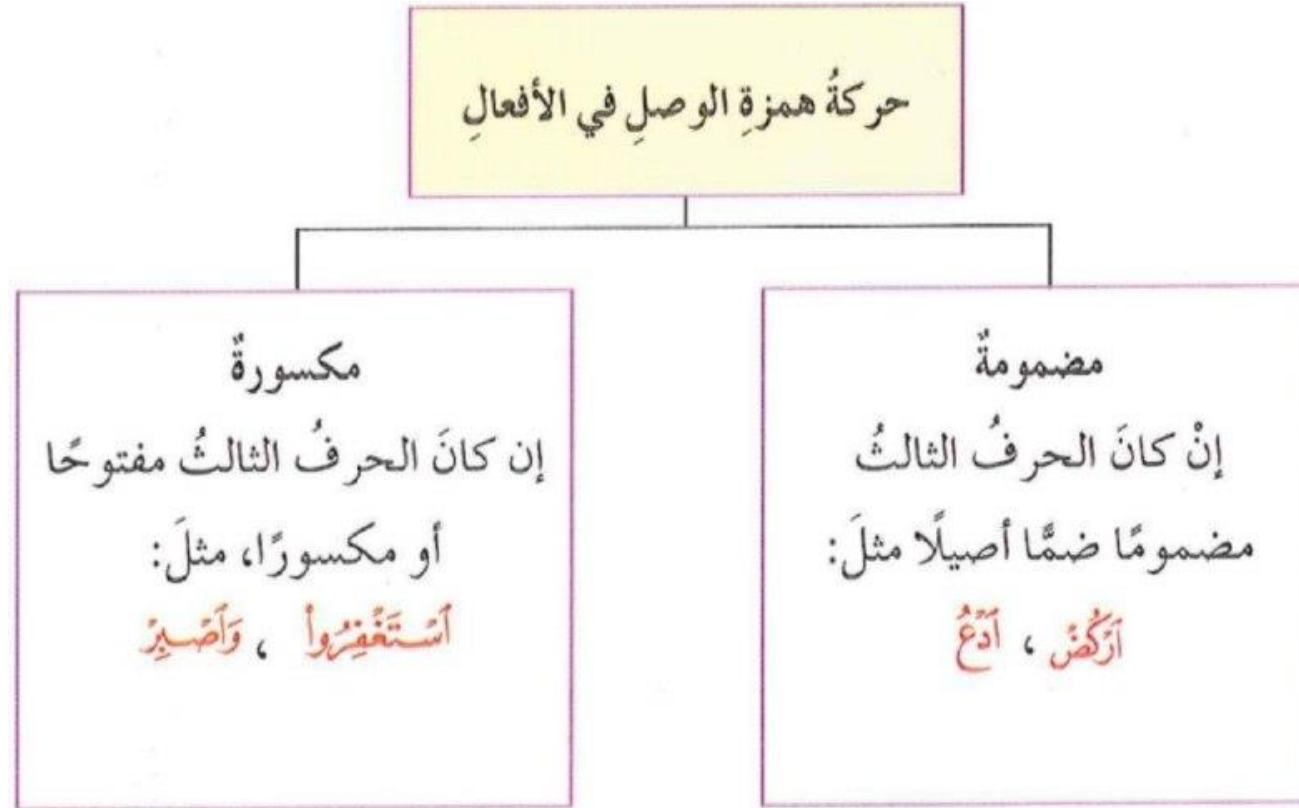 حركةُ همزةِ الوصلِ في الأفعالِ
مضمومةٌ
إنْ كانَ الحرفُ الثالثُ
مضمومًا ضمًّا أصيلًا مثلَ:
ٱرْكُضْ ، ٱدْعُ
مكسورةٌ
إن كانَ الحرفُ الثالثُ مفتوحًا
أو مكسورًا، مثلَ:
ٱسْتَغْفِرُوا۟ ، وَٱصْبِرْ